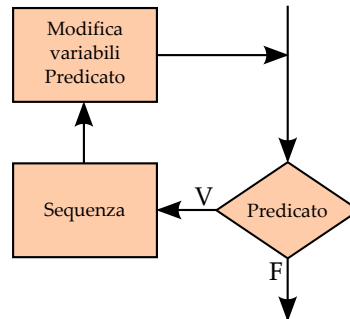 Modifica
variabili
Predicato
V
Sequenza
Predicato
F